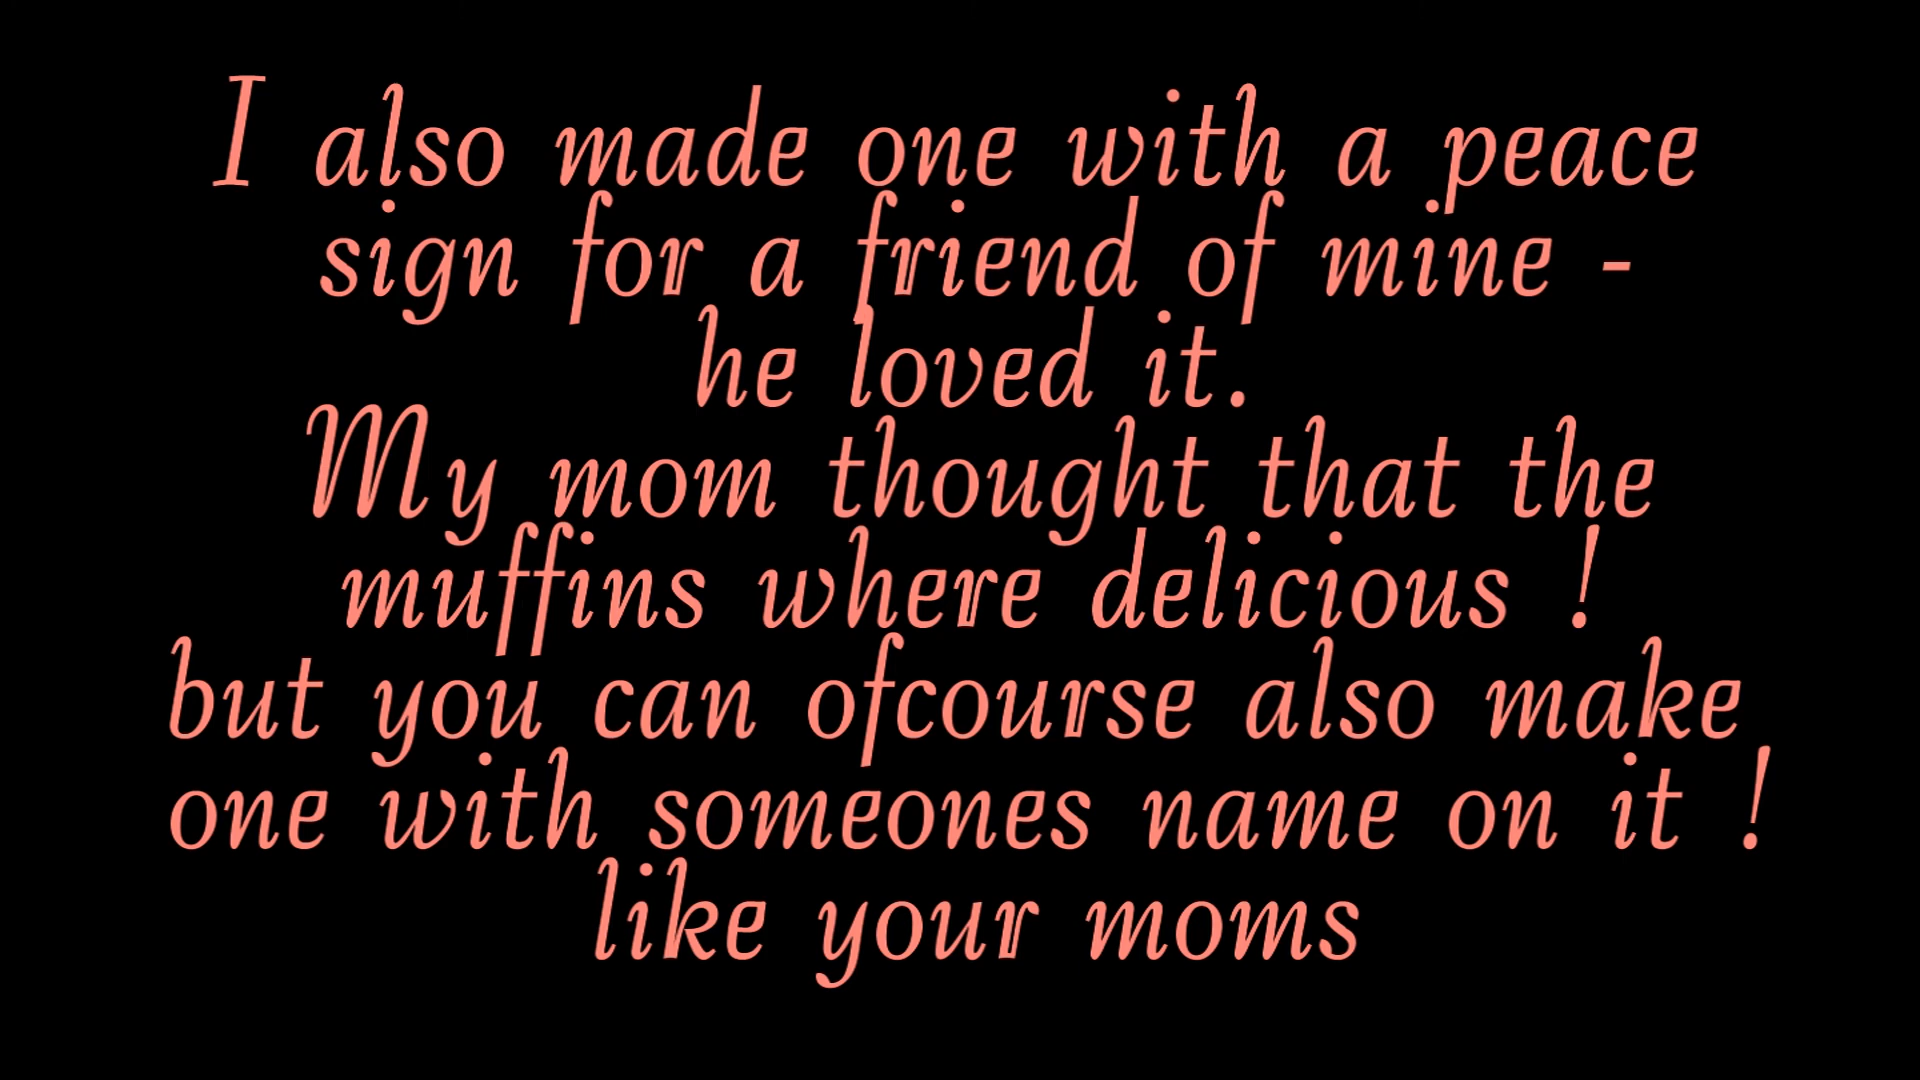 I also made one with a peace
sign for a friend of mine -
he loved it.
My mom thought that the
muffins where delicious !
but you can ofcourse also make
one with someones name on it !
like your moms